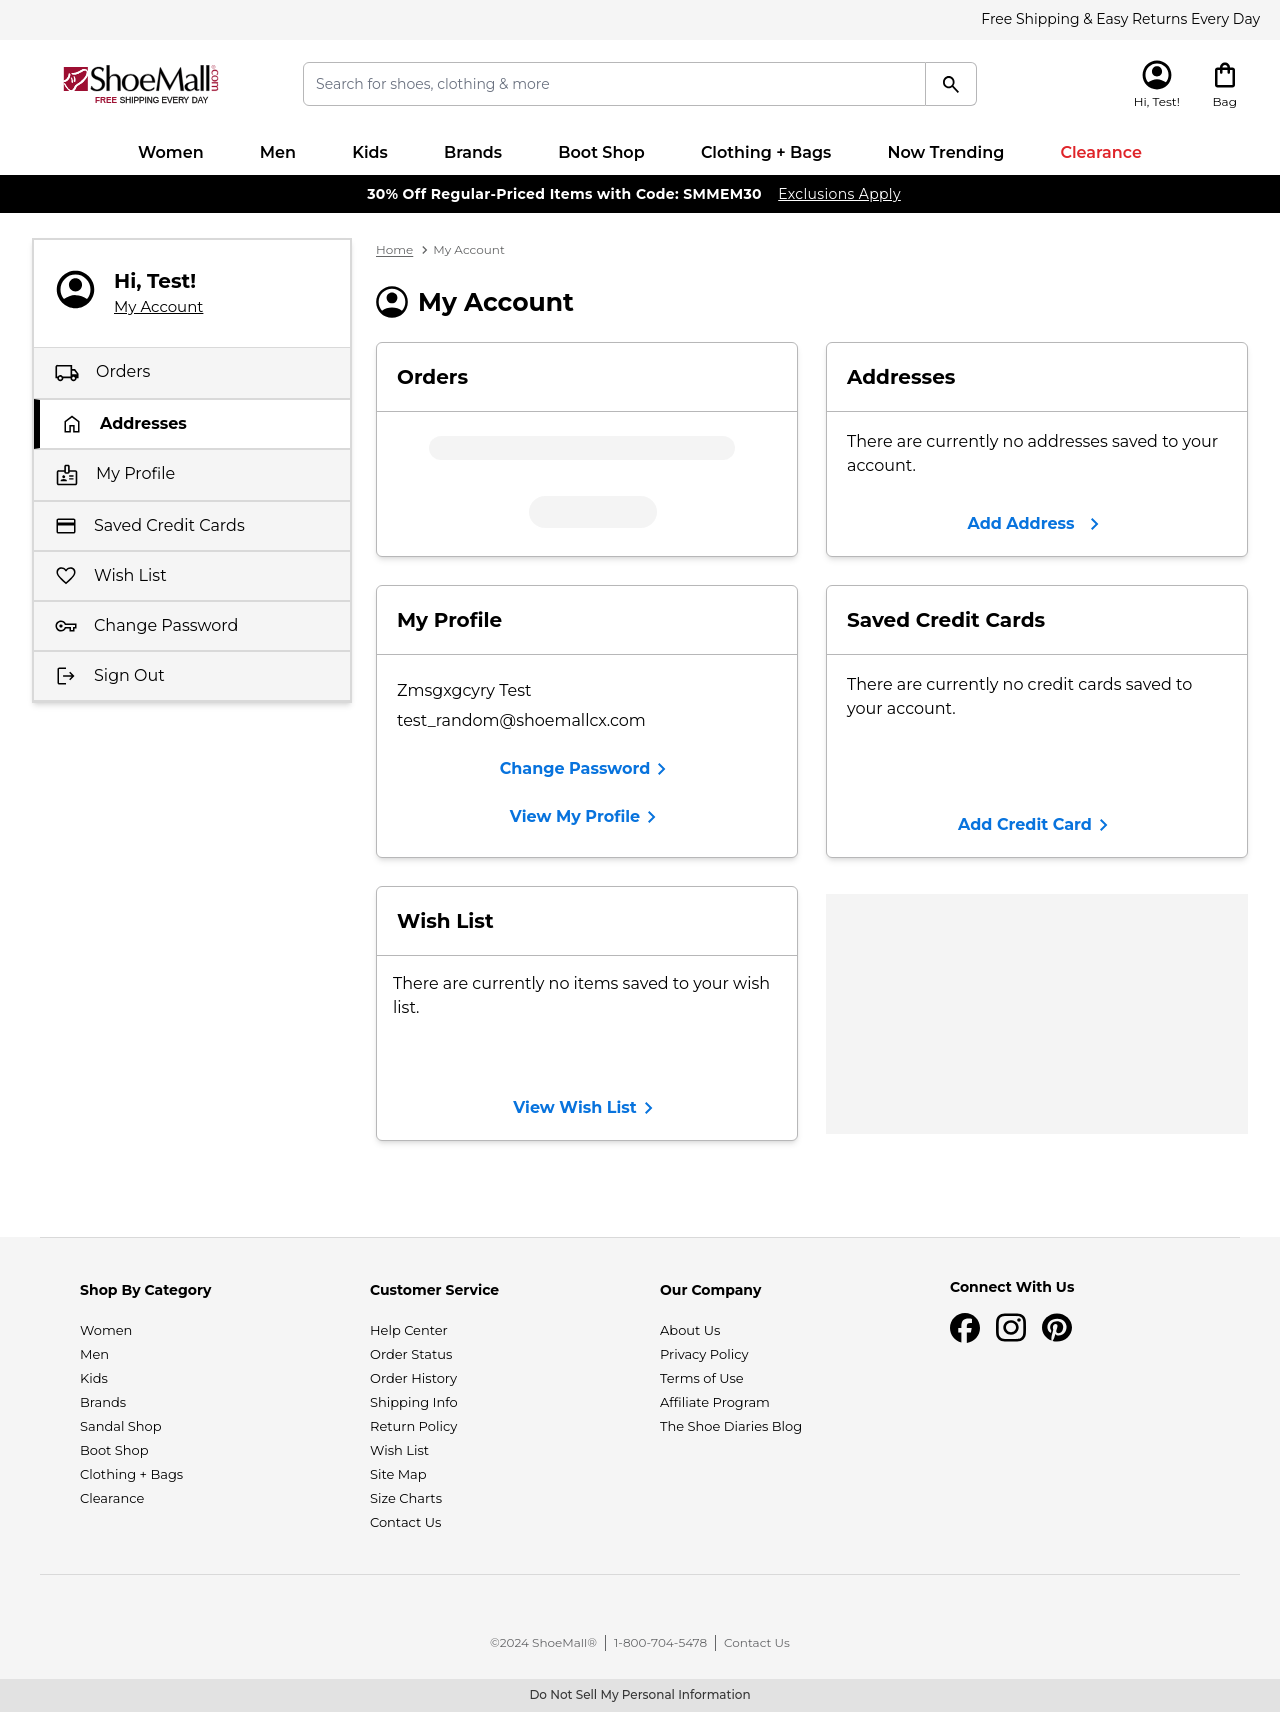 Free Shipping & Easy Returns Every Day
ShoeMall.com
FREE SHIPPING EVERY DAY
Search for shoes, clothing & more
Hi, Test!
Bag
Women Men Kids Brands Boot Shop Clothing + Bags Now Trending Clearance
30% Off Regular-Priced Items with Code: SMMEM30 Exclusions Apply
Hi, Test!
My Account
Orders
Addresses
My Profile
Saved Credit Cards
Wish List
Change Password
Sign Out
Home > My Account
My Account
Orders
Addresses
There are currently no addresses saved to your
account.
Add Address
My Profile
Zmsgxgcyry Test
test_random@shoemallcx.com
Change Password
View My Profile
Saved Credit Cards
There are currently no credit cards saved to
your account.
Add Credit Card
Wish List
There are currently no items saved to your wish
list.
View Wish List
Shop By Category
Women
Men
Kids
Brands
Sandal Shop
Boot Shop
Clothing + Bags
Clearance
Customer Service
Help Center
Order Status
Order History
Shipping Info
Return Policy
Wish List
Site Map
Size Charts
Contact Us
Our Company
About Us
Privacy Policy
Terms of Use
Affiliate Program
The Shoe Diaries Blog
Connect With Us
©2024 ShoeMall® | 1-800-704-5478 | Contact Us
Do Not Sell My Personal Information